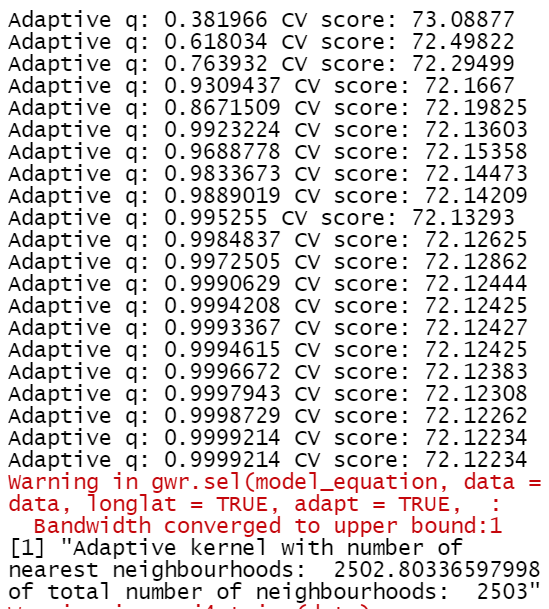 Adaptive q: 0.381966 CV score: 73.08877
Adaptive q: 0.618034 CV score: 72.49822
Adaptive q: 0.763932 CV score: 72.29499
Adaptive q: 0.9309437 CV score: 72.1667
Adaptive q: 0.8671509 CV score: 72.19825
Adaptive q: 0.9923224 CV score: 72.13603
Adaptive q: 0.9688778 CV score: 72.15358
Adaptive q: 0.9833673 CV score: 72.14473
Adaptive q: 0.9889019 CV score: 72.14209
Adaptive q: 0.995255 CV score: 72.13293
Adaptive q: 0.9984837 CV score: 72.12625
Adaptive q: 0.9972505 CV score: 72.12862
Adaptive q: 0.9990629 CV score: 72.12444
Adaptive q: 0.9994208 CV score: 72.12425
Adaptive q: 0.9993367 CV score: 72.12427
Adaptive q: 0.9994615 CV score: 72.12425
Adaptive q: 0.9996672 CV score: 72.12383
Adaptive q: 0.9997943 CV score: 72.12308
Adaptive q: 0.9998729 CV score: 72.12262
Adaptive q: 0.9999214 CV score: 72.12234
Adaptive q: 0.9999214 CV score: 72.12234
Warning in gwr.sel(model_equation, data =
data, longlat = TRUE, adapt = TRUE,  :
  Bandwidth converged to upper bound:1
[1] "Adaptive kernel with number of
nearest neighbourhoods:  2502.80336597998
of total number of neighbourhoods:  2503"